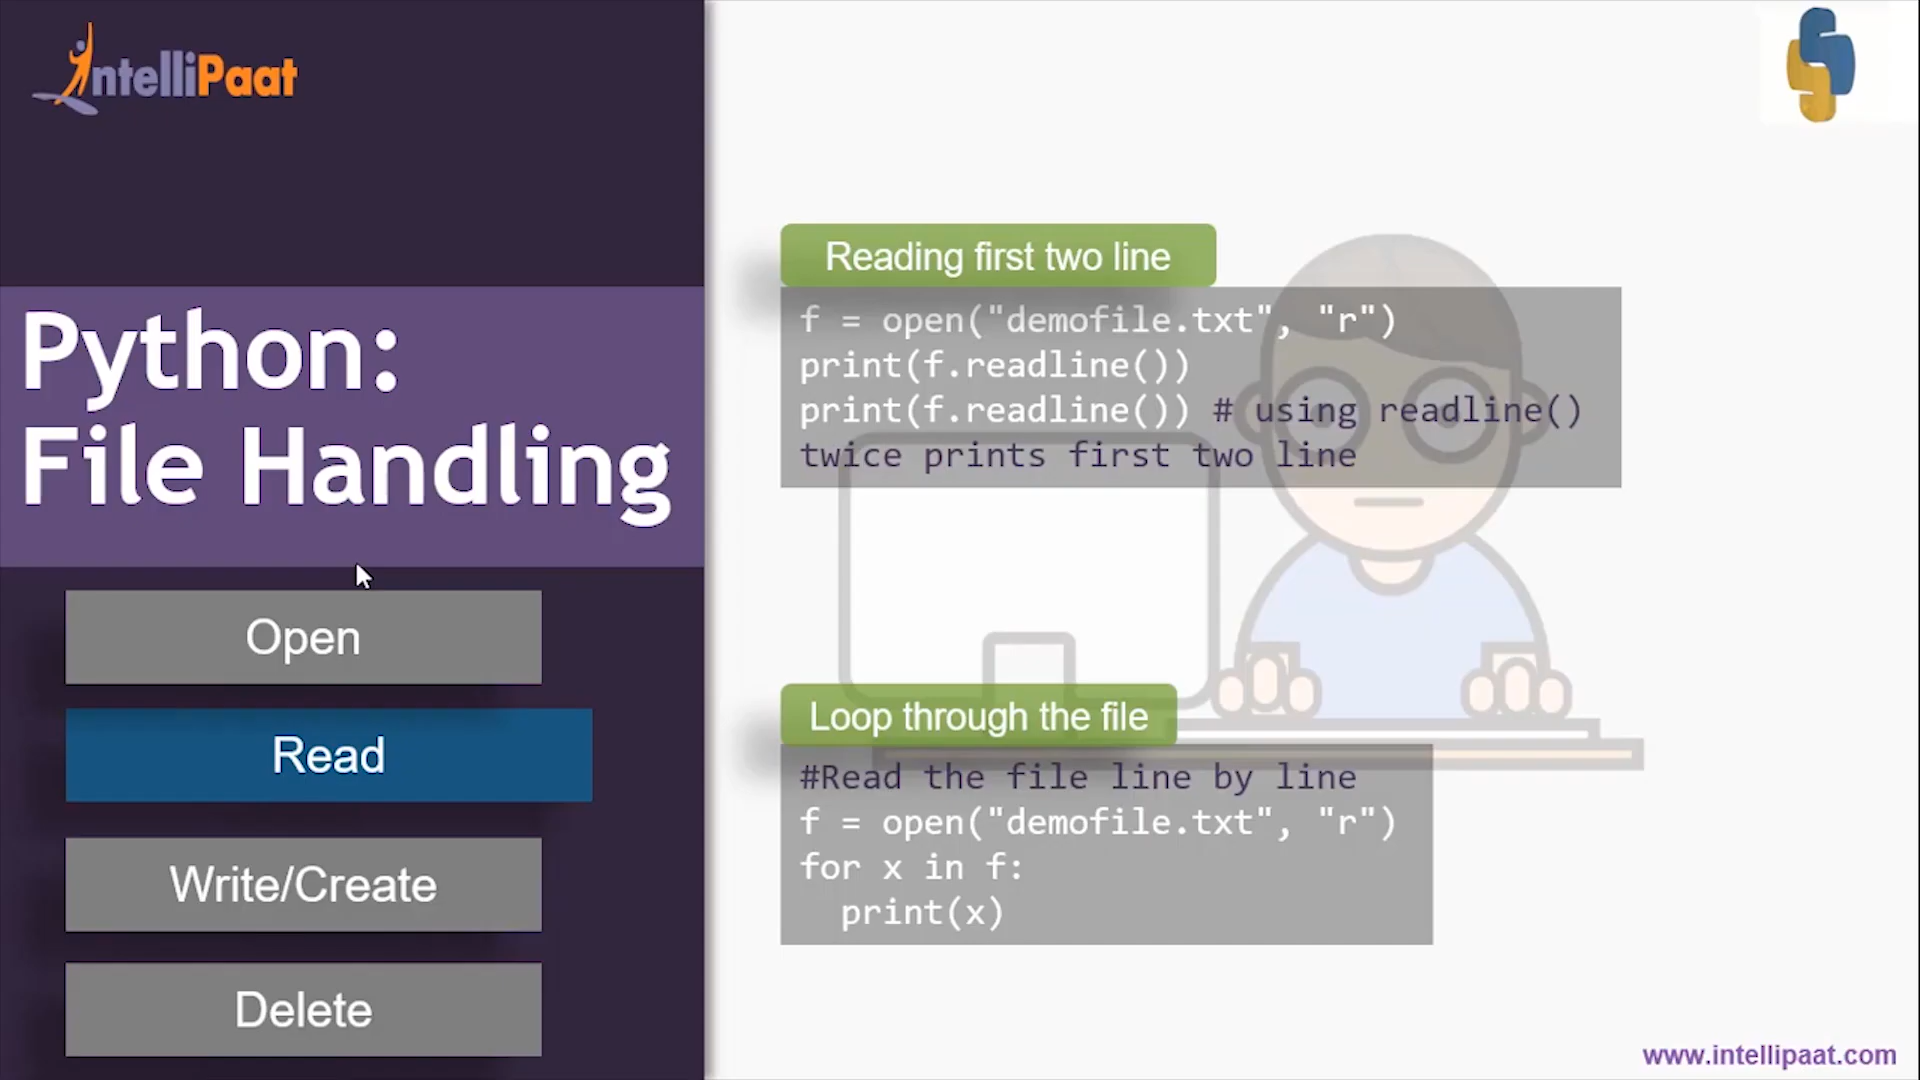 IntelliPaat
Python:
File Handling
Open
Read
Write/Create
Delete
Reading first two line
f = open("demofile.txt", "r")
print(f.readline())
print(f.readline()) # using readline()
twice prints first two line
Loop through the file
#Read the file line by line
f = open("demofile.txt", "r")
for x in f:
  print(x)
www.intellipaat.com